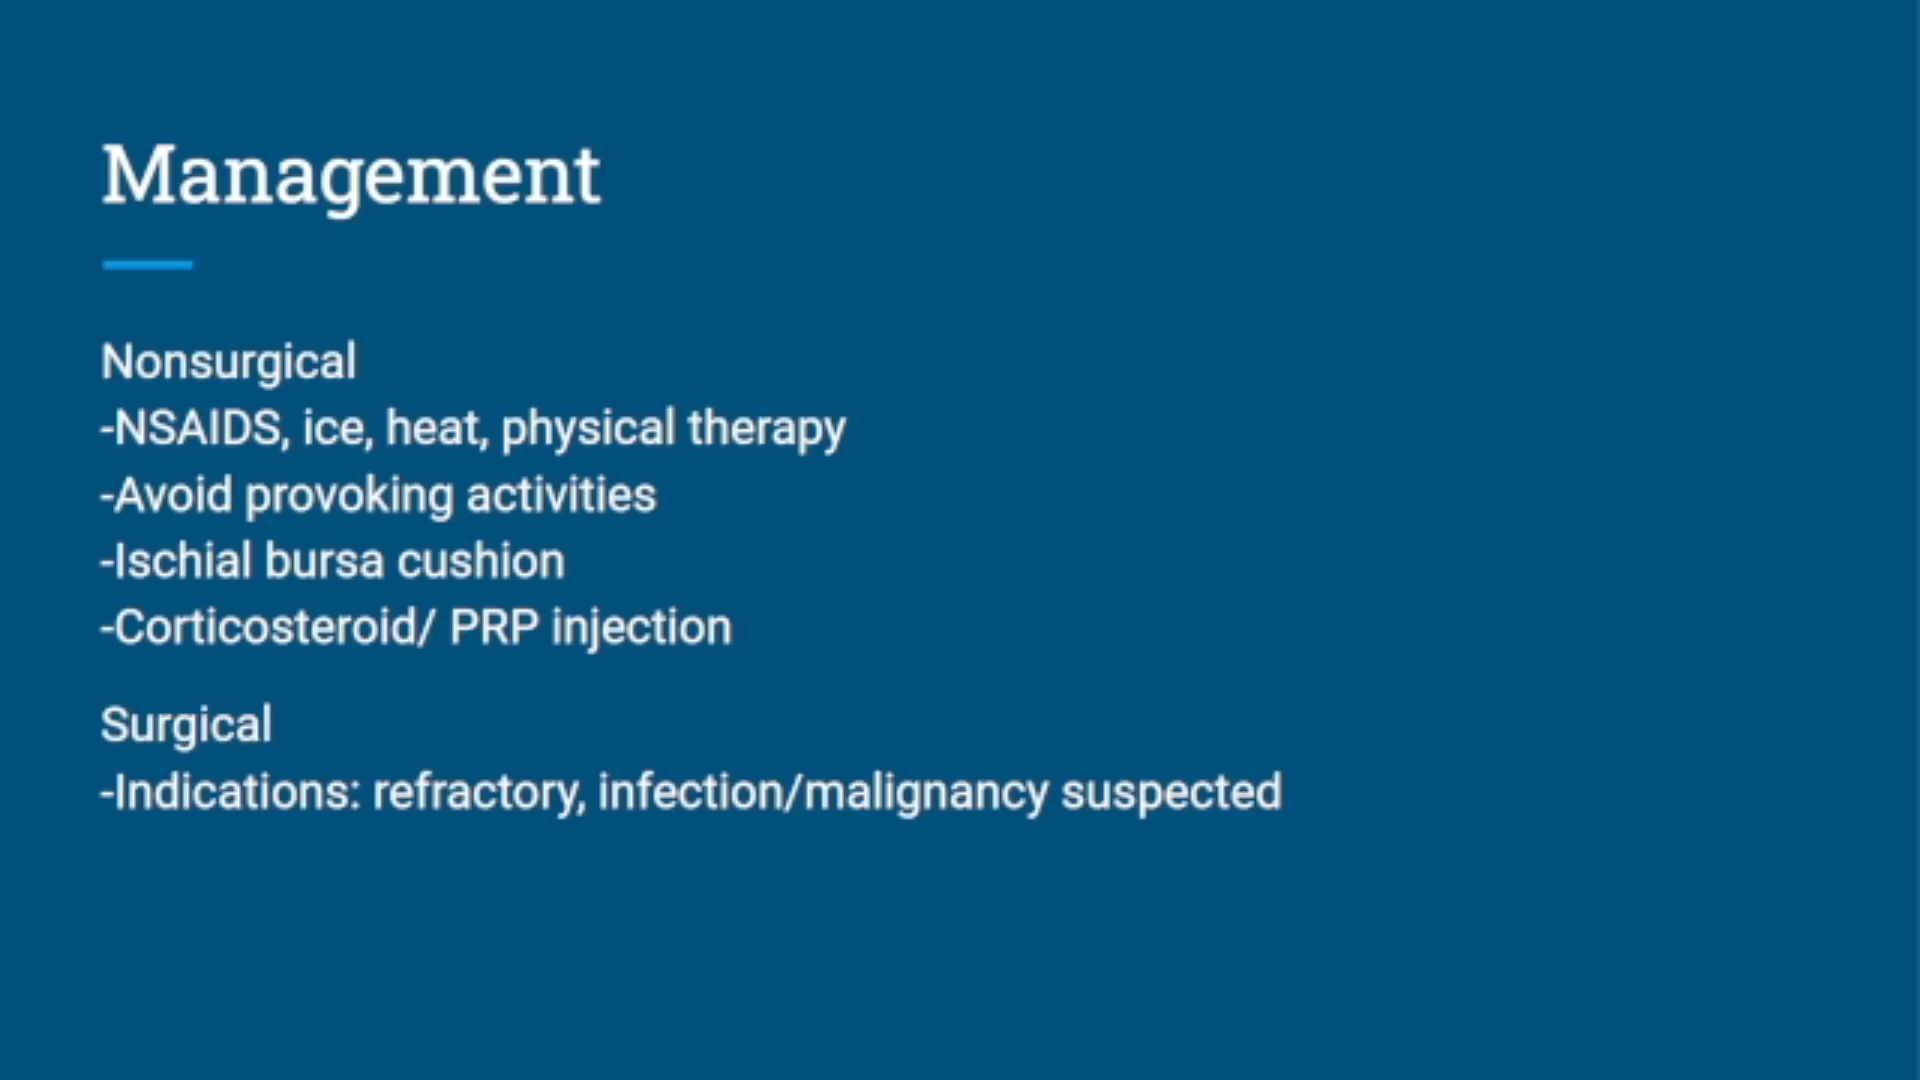 Management
Nonsurgical
-NSAIDS, ice, heat, physical therapy
-Avoid provoking activities
-Ischial bursa cushion
-Corticosteroid/ PRP injection
Surgical
-Indications: refractory, infection/malignancy suspected